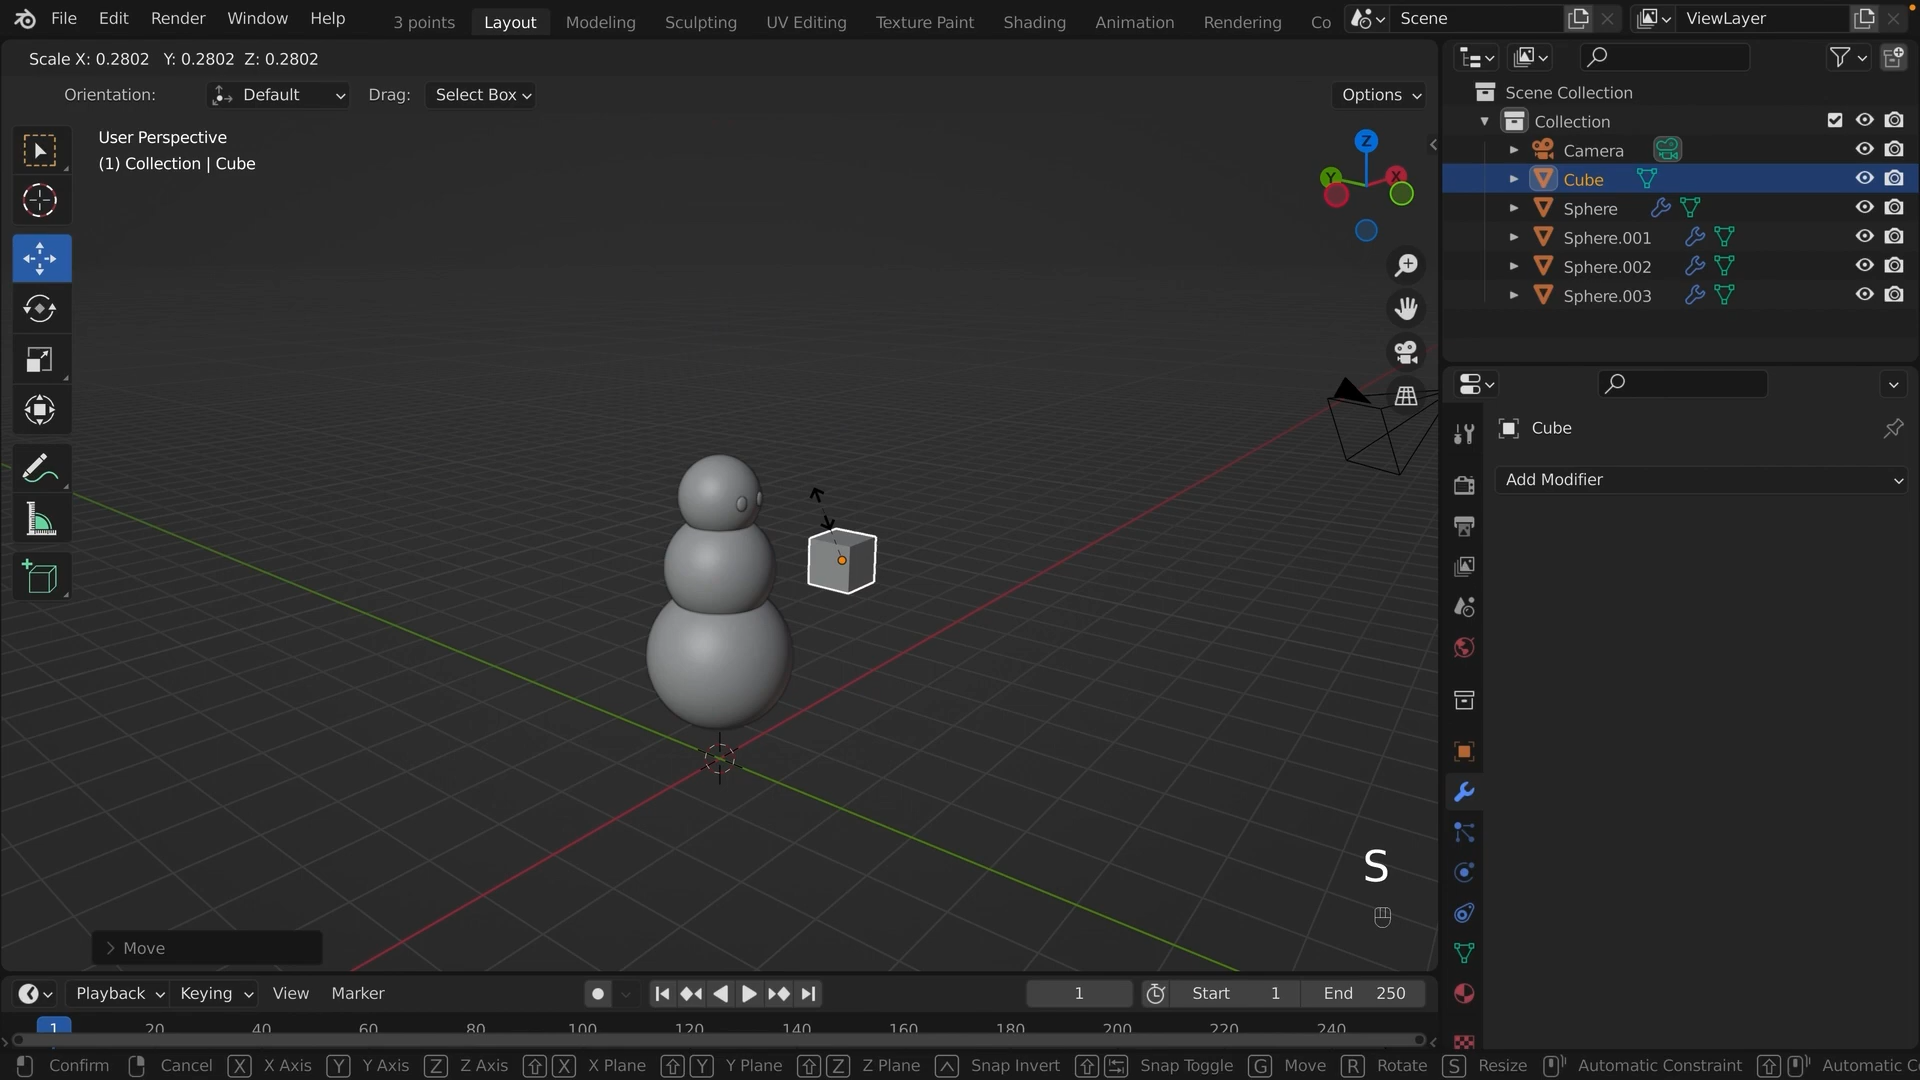 File Edit Render Window Help 3 points Layout Modeling Sculpting UV Editing Texture Paint Shading Animation Rendering Co Scene ViewLayer
Scale X: 0.2802 Y: 0.2802 Z: 0.2802
Orientation: Default Drag: Select Box Options
User Perspective
(1) Collection | Cube
Z
Y
X
Scene Collection
Collection
Camera
Cube
Sphere
Sphere.001
Sphere.002
Sphere.003
Cube
Add Modifier
S
Move
Playback Keying View Marker 1 Start 1 End 250
1 20 40 60 80 100 120 140 160 180 200 220 240
Confirm Cancel X X Axis Y Y Axis Z Z Axis X X Plane Y Y Plane Z Z Plane Snap Invert Snap Toggle G Move R Rotate S Resize Automatic Constraint Automatic C